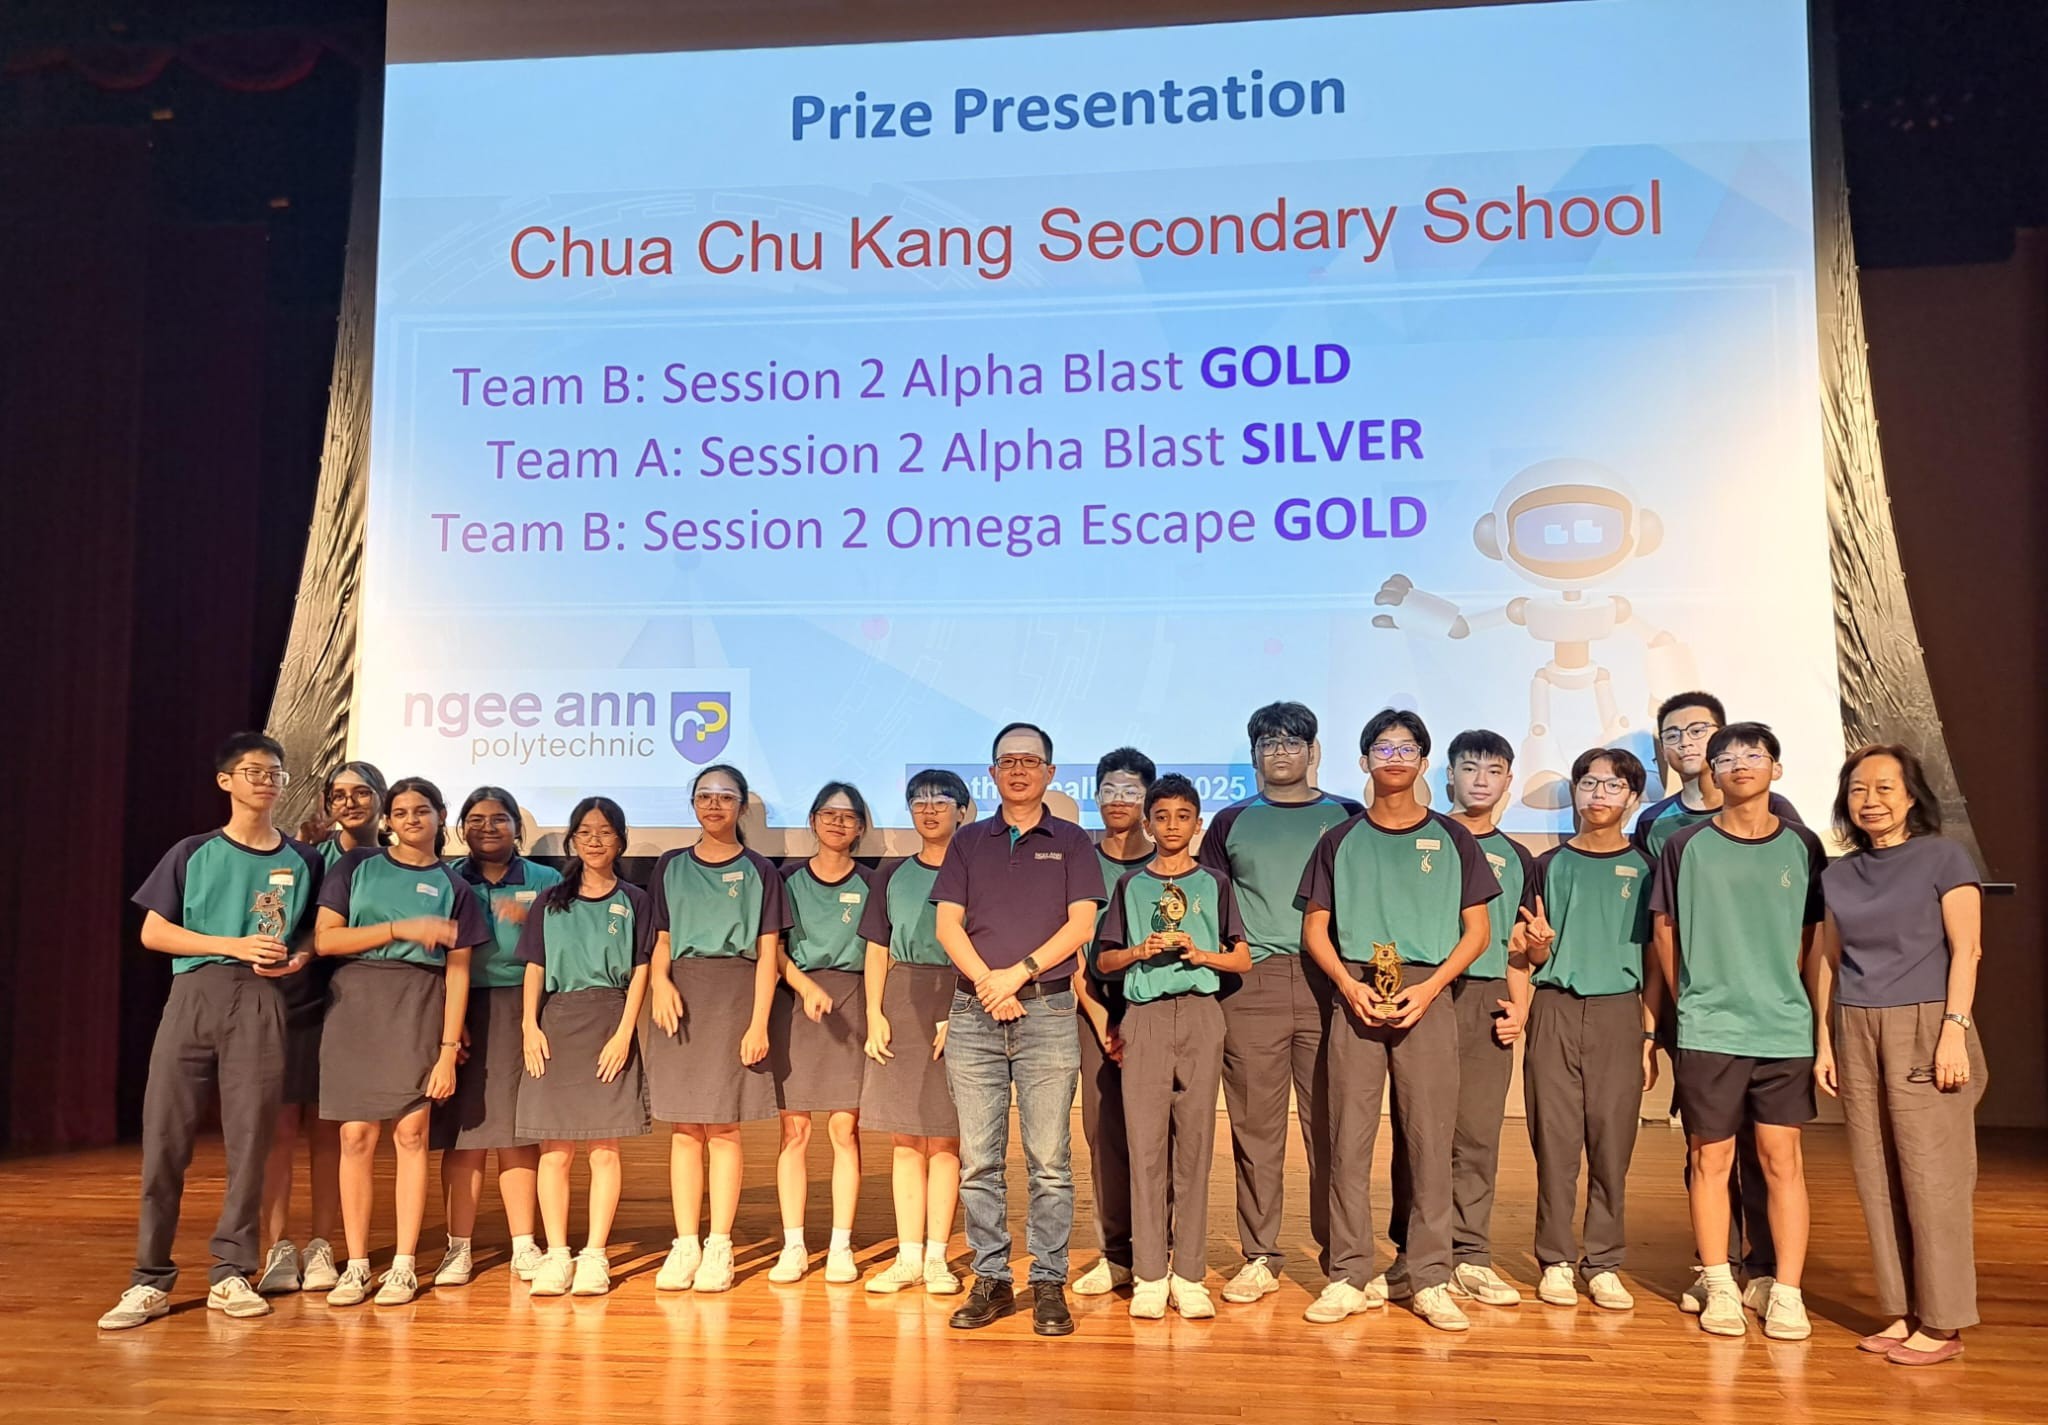 Prize Presentation
Chua Chu Kang Secondary School
Team B: Session 2 Alpha Blast GOLD
Team A: Session 2 Alpha Blast SILVER
Team B: Session 2 Omega Escape GOLD
ngee ann
polytechnic
2025